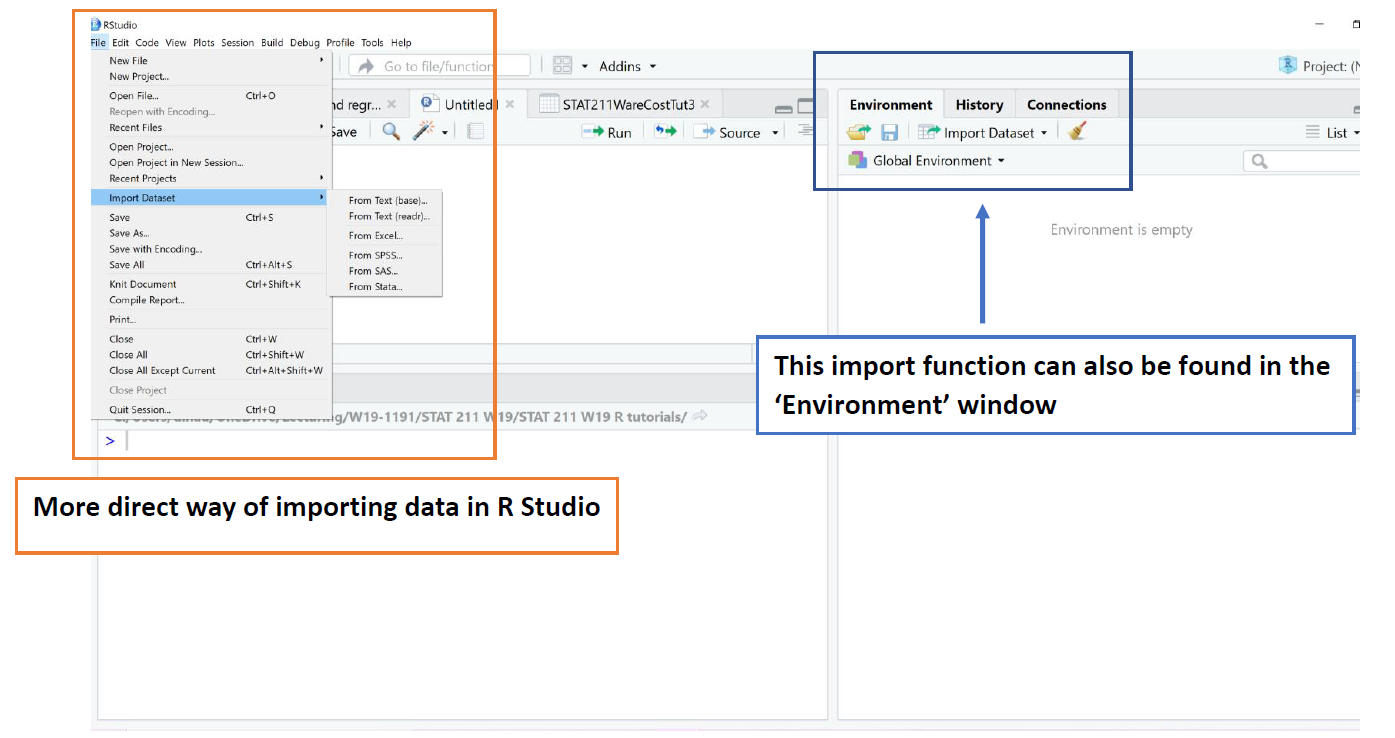 RStudio
File Edit Code View Plots Session Build Debug Profile Tools Help
New File
New Project...
Open File... Ctrl+O
Reopen with Encoding...
Recent Files
Open Project...
Open Project in New Session...
Recent Projects
Import Dataset
Save Ctrl+S
Save As...
Save with Encoding...
Save All Ctrl+Alt+S
Knit Document Ctrl+Shift+K
Compile Report...
Print...
Close Ctrl+W
Close All Ctrl+Shift+W
Close All Except Current Ctrl+Alt+Shift+W
Close Project
Quit Session... Ctrl+Q
From Text (base)...
From Text (readr)...
From Excel...
From SPSS...
From SAS...
From Stata...
Go to file/function
Addins
Project: (N
nd regr... Untitled STAT211WareCostTut3
Save Run Source
Environment History Connections
Import Dataset
List
Global Environment
Environment is empty
This import function can also be found in the
‘Environment’ window
/W19-1191/STAT 211 W19/STAT 211 W19 R tutorials/
>
More direct way of importing data in R Studio